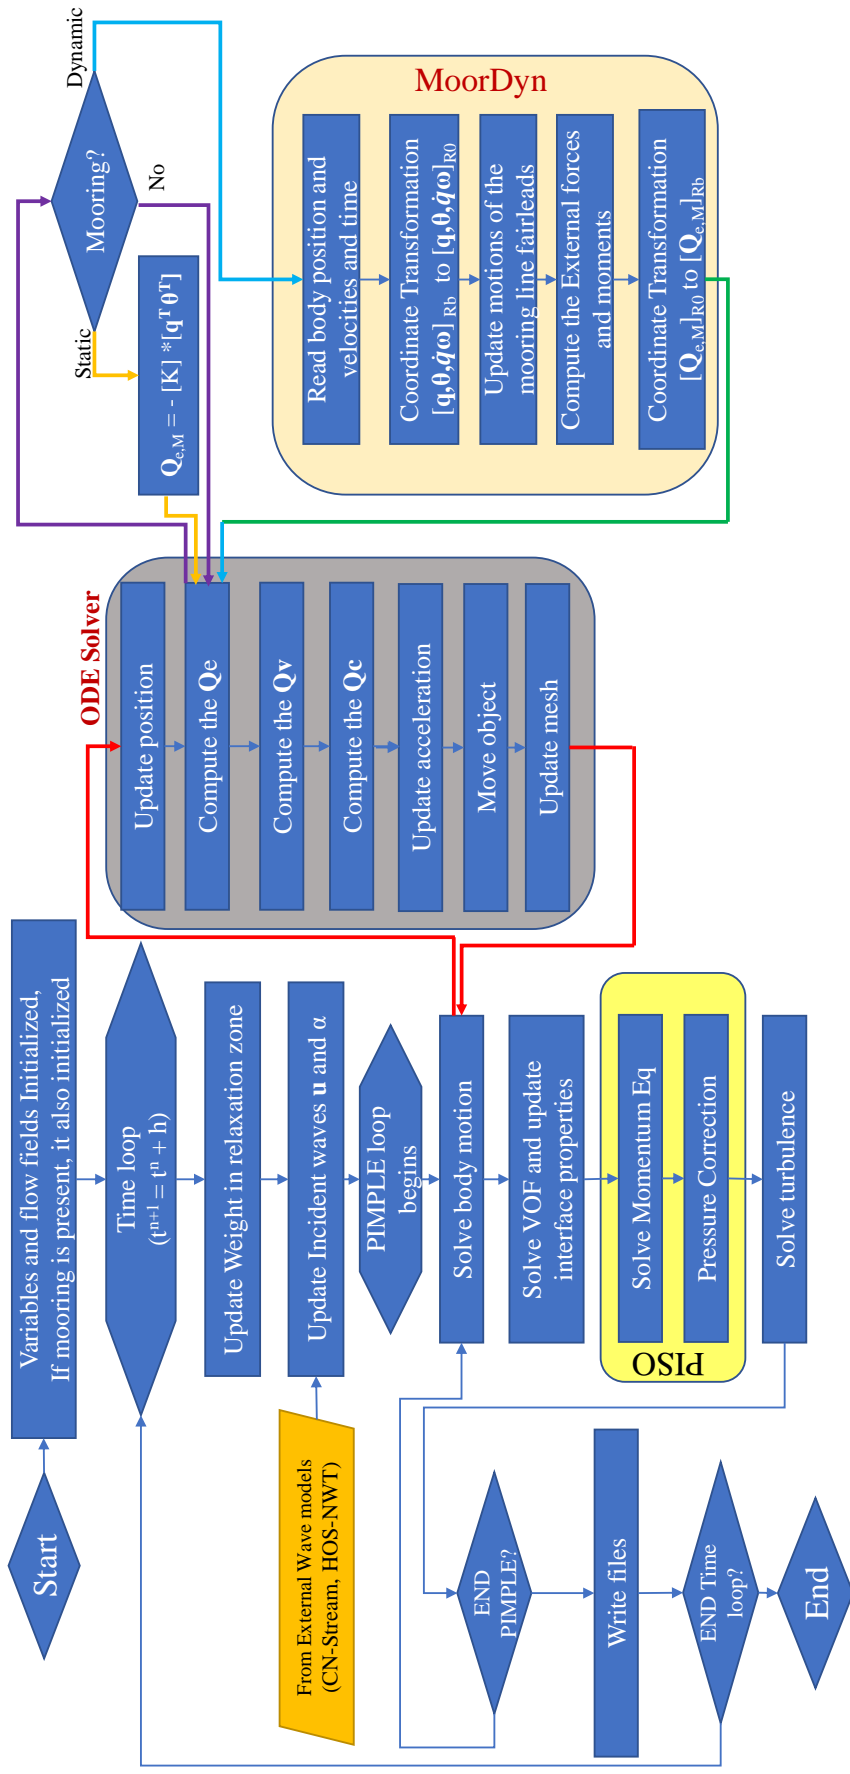 Start
Variables and flow fields Initialized,
If mooring is present, it also initialized
Time loop
(tⁿ⁺¹ = tⁿ + h)
Update Weight in relaxation zone
From External Wave models
(CN-Stream, HOS-NWT)
Update Incident waves u and α
PIMPLE loop
begins
Solve body motion
Solve VOF and update
interface properties
PISO
Solve Momentum Eq
Pressure Correction
Solve turbulence
END
PIMPLE?
Write files
END Time
loop?
End
ODE Solver
Update position
Compute the Qe
Compute the Qv
Compute the Qc
Update acceleration
Move object
Update mesh
Mooring?
Static
No
Dynamic
Q_{e,M} = - [K] *[qᵀ θᵀ]
MoorDyn
Read body position and
velocities and time
Coordinate Transformation
[q,θ,q̇ω]_{Rb} to [q,θ,q̇ω]_{R0}
Update motions of the
mooring line fairleads
Compute the External forces
and moments
Coordinate Transformation
[Q_{e,M}]_{R0} to [Q_{e,M}]_{Rb}